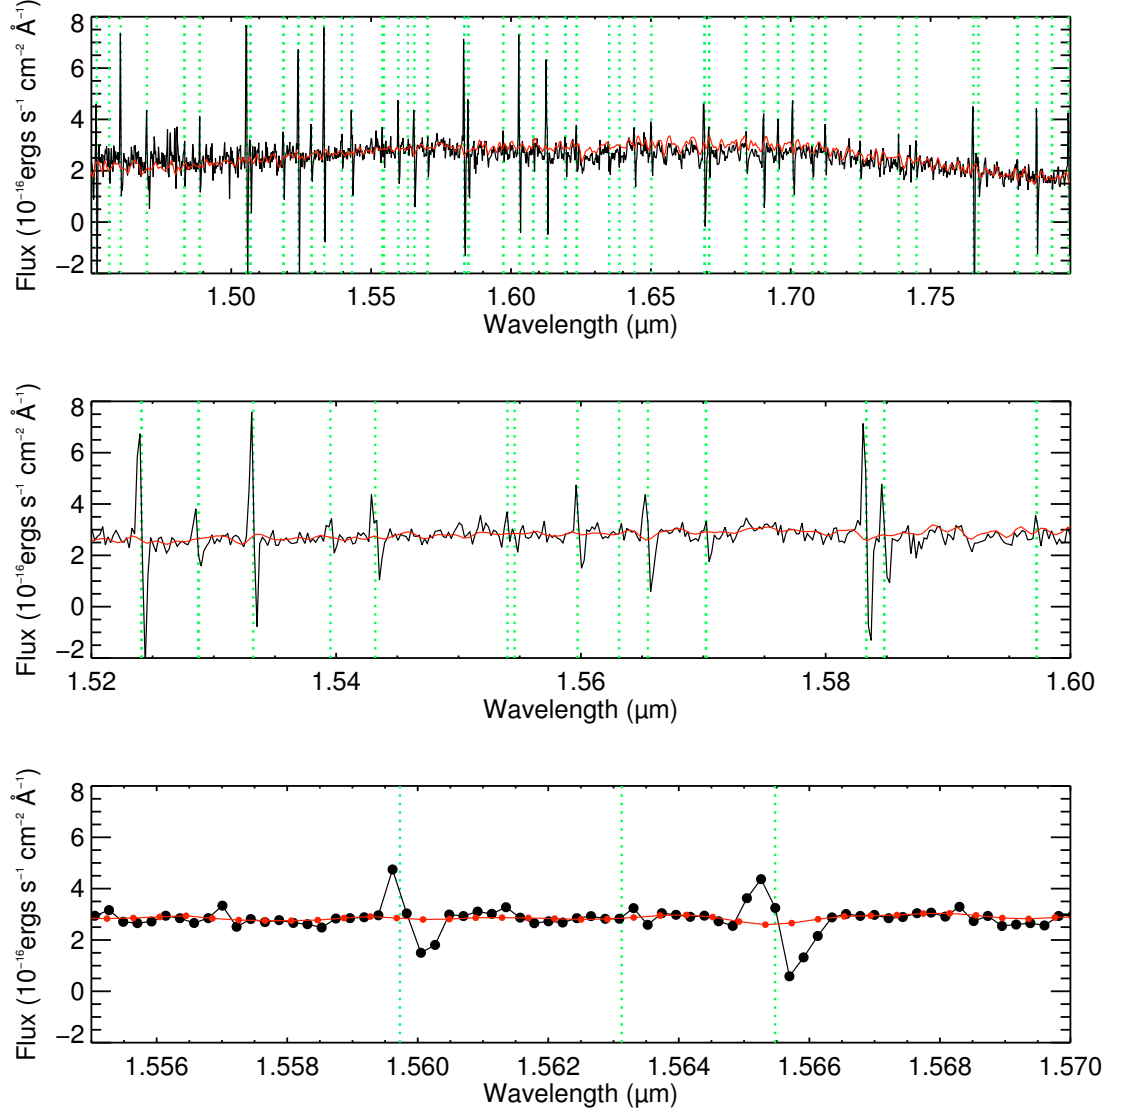 8
6
4
2
0
−2
Flux (10⁻¹⁶ergs s⁻¹ cm⁻² Å⁻¹)
1.50 1.55 1.60 1.65 1.70 1.75
Wavelength (µm)
8
6
4
2
0
−2
Flux (10⁻¹⁶ergs s⁻¹ cm⁻² Å⁻¹)
1.52 1.54 1.56 1.58 1.60
Wavelength (µm)
8
6
4
2
0
−2
Flux (10⁻¹⁶ergs s⁻¹ cm⁻² Å⁻¹)
1.556 1.558 1.560 1.562 1.564 1.566 1.568 1.570
Wavelength (µm)